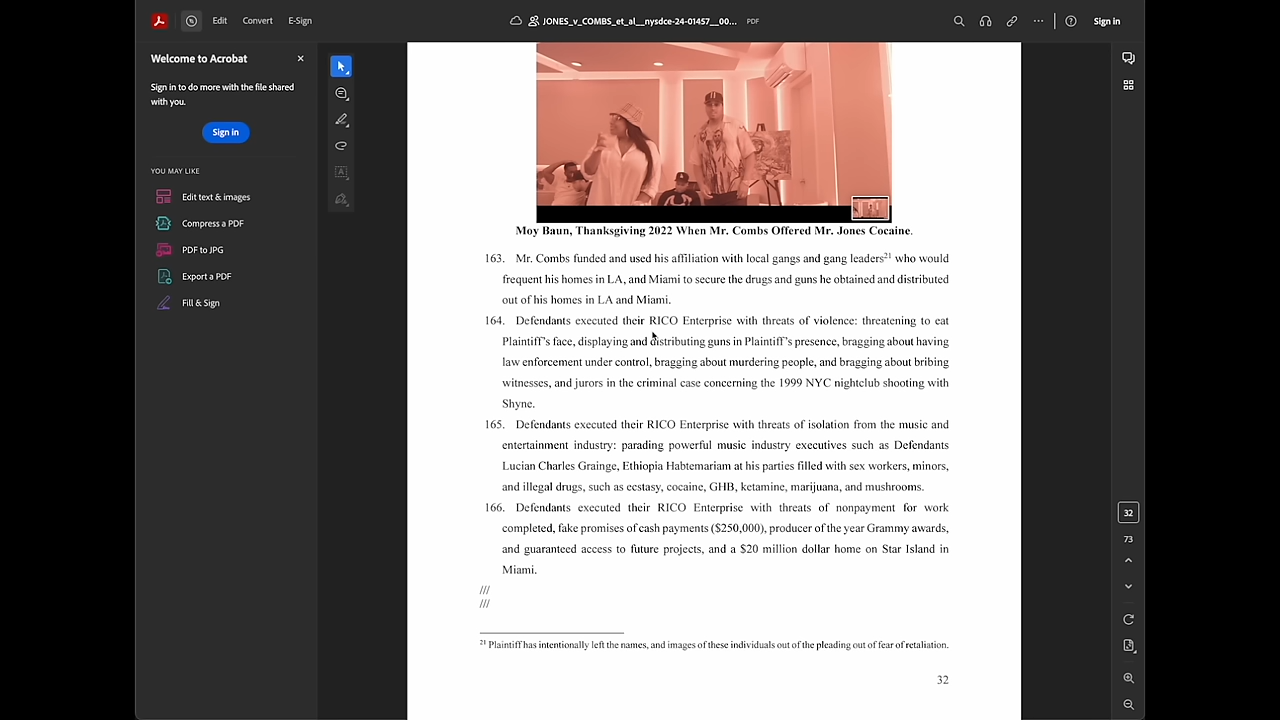 Edit
Convert
E-Sign
JONES_v_COMBS_et_al__nysdce-24-01457__00...
PDF
Sign in
Welcome to Acrobat
Sign in to do more with the file shared
with you.
Sign in
YOU MAY LIKE
Edit text & images
Compress a PDF
PDF to JPG
Export a PDF
Fill & Sign
Moy Baun, Thanksgiving 2022 When Mr. Combs Offered Mr. Jones Cocaine.
163. Mr. Combs funded and used his affiliation with local gangs and gang leaders21 who would
frequent his homes in LA, and Miami to secure the drugs and guns he obtained and distributed
out of his homes in LA and Miami.
164. Defendants executed their RICO Enterprise with threats of violence: threatening to eat
Plaintiff's face, displaying and distributing guns in Plaintiff's presence, bragging about having
law enforcement under control, bragging about murdering people, and bragging about bribing
witnesses, and jurors in the criminal case concerning the 1999 NYC nightclub shooting with
Shyne.
165. Defendants executed their RICO Enterprise with threats of isolation from the music and
entertainment industry: parading powerful music industry executives such as Defendants
Lucian Charles Grainge, Ethiopia Habtemariam at his parties filled with sex workers, minors,
and illegal drugs, such as ecstasy, cocaine, GHB, ketamine, marijuana, and mushrooms.
166. Defendants executed their RICO Enterprise with threats of nonpayment for work
completed, fake promises of cash payments ($250,000), producer of the year Grammy awards,
and guaranteed access to future projects, and a $20 million dollar home on Star Island in
Miami.
///
///
21 Plaintiff has intentionally left the names, and images of these individuals out of the pleading out of fear of retaliation.
32
32
73